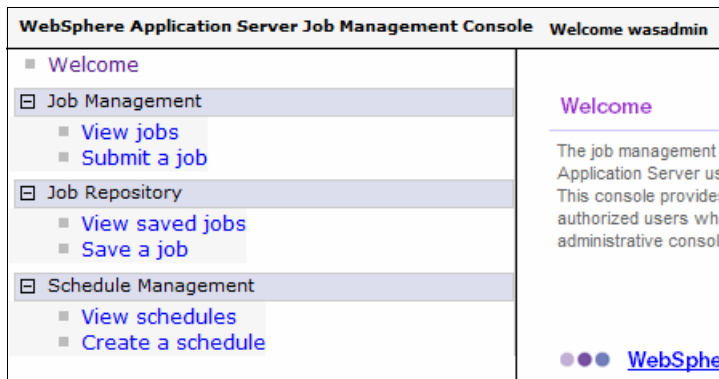 WebSphere Application Server Job Management Console Welcome wasadmin
Welcome
Job Management
View jobs
Submit a job
Job Repository
View saved jobs
Save a job
Schedule Management
View schedules
Create a schedule
Welcome
The job management
Application Server us
This console provides
authorized users wh
administrative consol
WebSphe